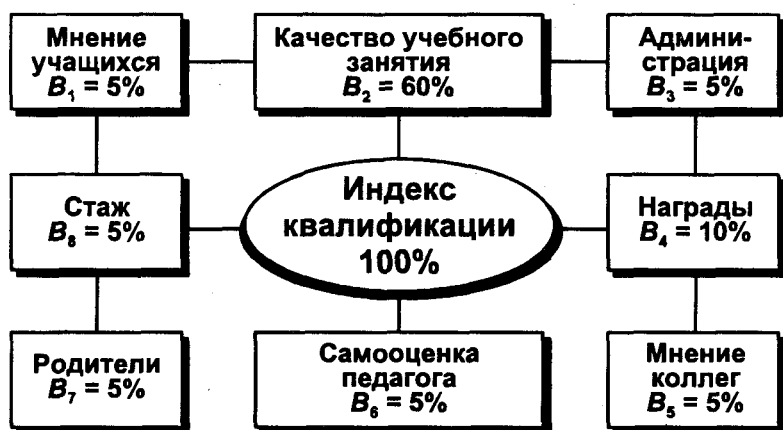 Мнение
учащихся
B₁ = 5%
Качество учебного
занятия
B₂ = 60%
Админи-
страция
B₃ = 5%
Стаж
B₈ = 5%
Индекс
квалификации
100%
Награды
B₄ = 10%
Родители
B₇ = 5%
Самооценка
педагога
B₆ = 5%
Мнение
коллег
B₅ = 5%